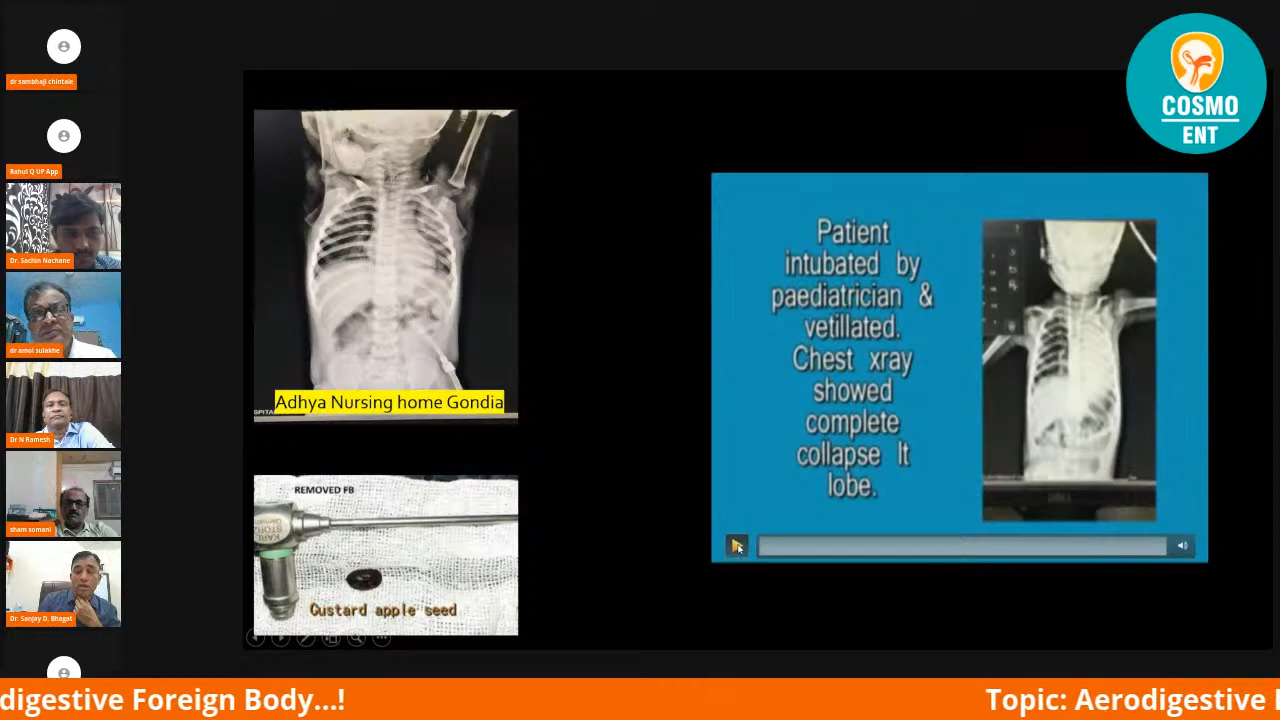 dr sambhaji chintale
Rahul Q UP App
Dr. Sachin Nachane
dr amol sulakhe
Dr N Ramesh
sham somani
Dr. Sanjay D. Bhagat
Adhya Nursing home Gondia
REMOVED FB
KARL
STORZ
Custard apple seed
Patient
intubated by
paediatrician &
vetillated.
Chest xray
showed
complete
collapse lt
lobe.
COSMO
ENT
digestive Foreign Body...!
Topic: Aerodigestive